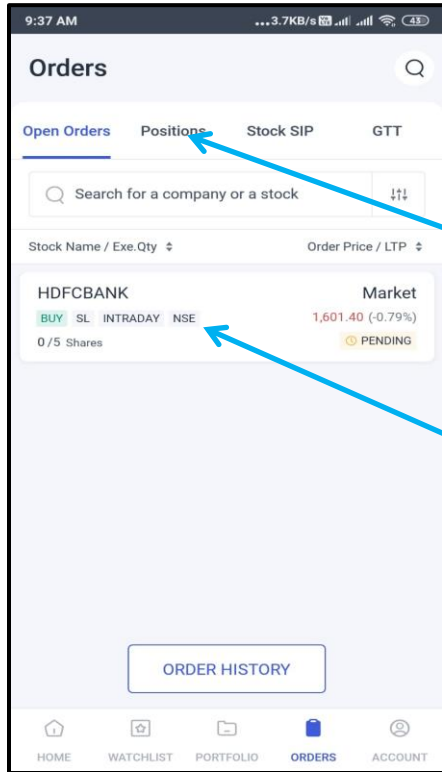 9:37 AM ...3.7KB/s 43
Orders
Open Orders Positions Stock SIP GTT
Search for a company or a stock
Stock Name / Exe.Qty Order Price / LTP
HDFCBANK Market
BUY SL INTRADAY NSE 1,601.40 (-0.79%)
0/5 Shares PENDING
ORDER HISTORY
HOME WATCHLIST PORTFOLIO ORDERS ACCOUNT